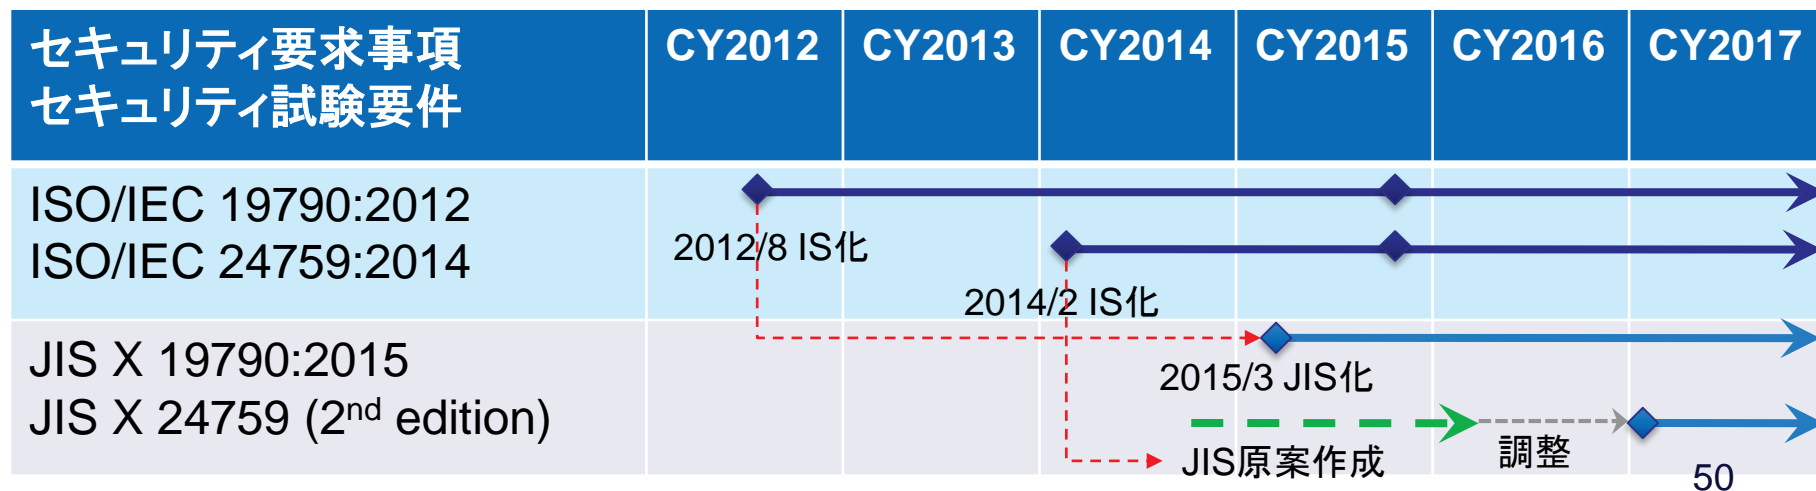 セキュリティ要求事項
セキュリティ試験要件
CY2012
CY2013
CY2014
CY2015
CY2016
CY2017
ISO/IEC 19790:2012
ISO/IEC 24759:2014
2012/8 IS化
2014/2 IS化
JIS X 19790:2015
JIS X 24759 (2nd edition)
2015/3 JIS化
JIS原案作成
調整
50